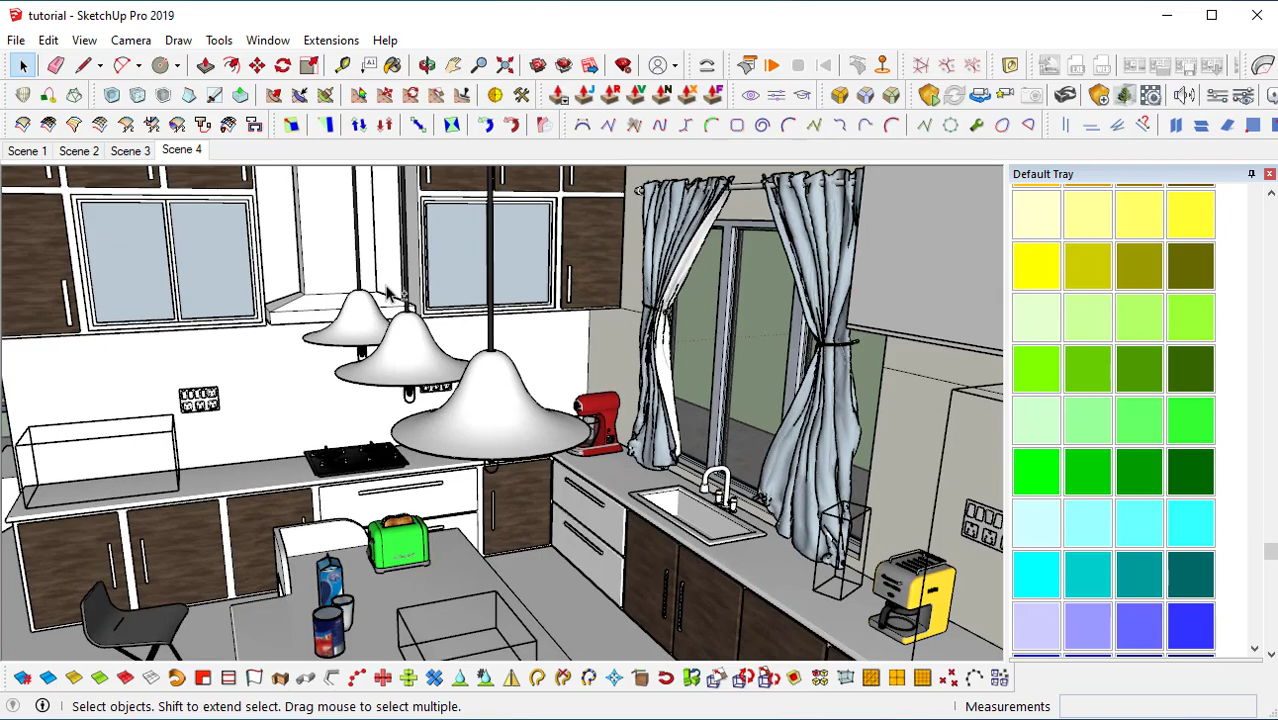 tutorial - SketchUp Pro 2019
File Edit View Camera Draw Tools Window Extensions Help
Scene 1 Scene 2 Scene 3 Scene 4
Default Tray
Select objects. Shift to extend select. Drag mouse to select multiple.
Measurements